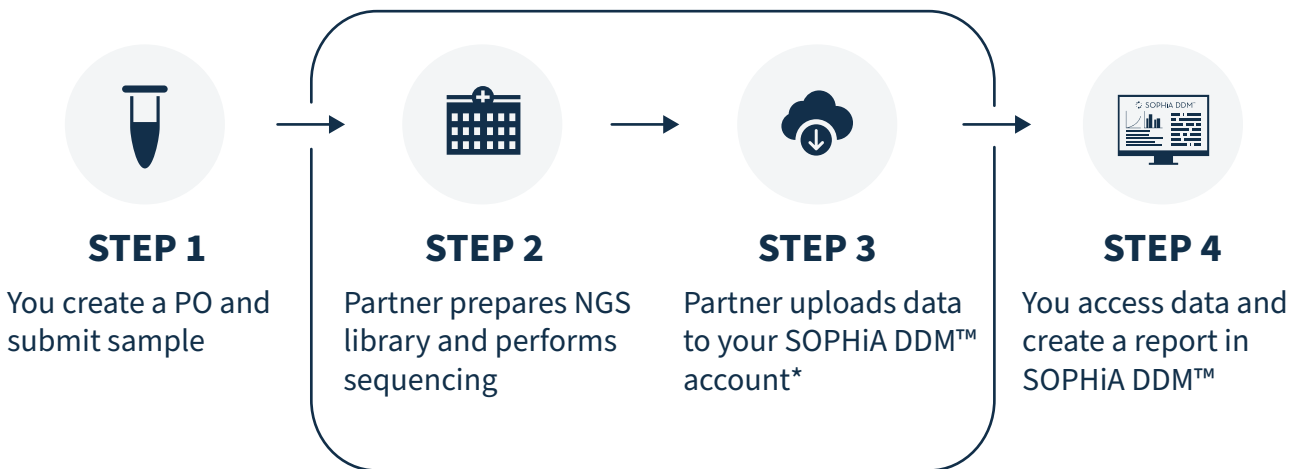 SOPHiA DDM™
STEP 1
You create a PO and
submit sample
STEP 2
Partner prepares NGS
library and performs
sequencing
STEP 3
Partner uploads data
to your SOPHiA DDM™
account*
STEP 4
You access data and
create a report in
SOPHiA DDM™